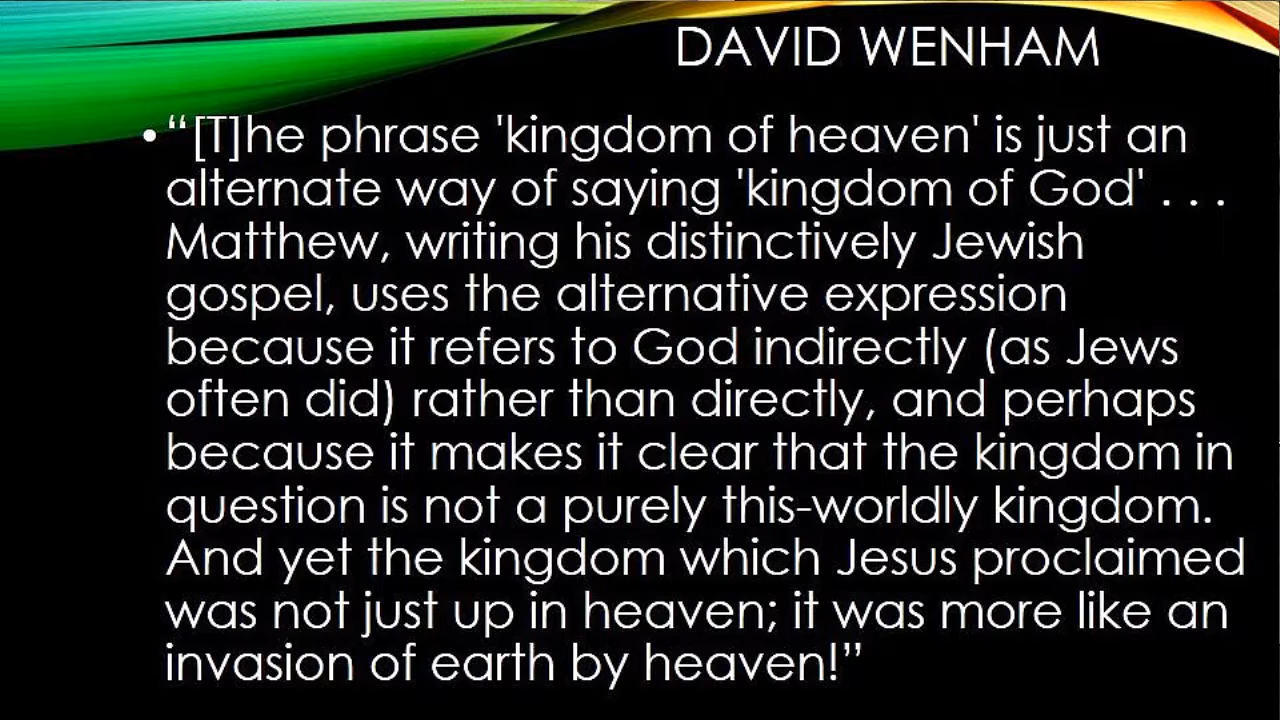 DAVID WENHAM
• “[T]he phrase 'kingdom of heaven' is just an
alternate way of saying 'kingdom of God' . . .
Matthew, writing his distinctively Jewish
gospel, uses the alternative expression
because it refers to God indirectly (as Jews
often did) rather than directly, and perhaps
because it makes it clear that the kingdom in
question is not a purely this-worldly kingdom.
And yet the kingdom which Jesus proclaimed
was not just up in heaven; it was more like an
invasion of earth by heaven!”